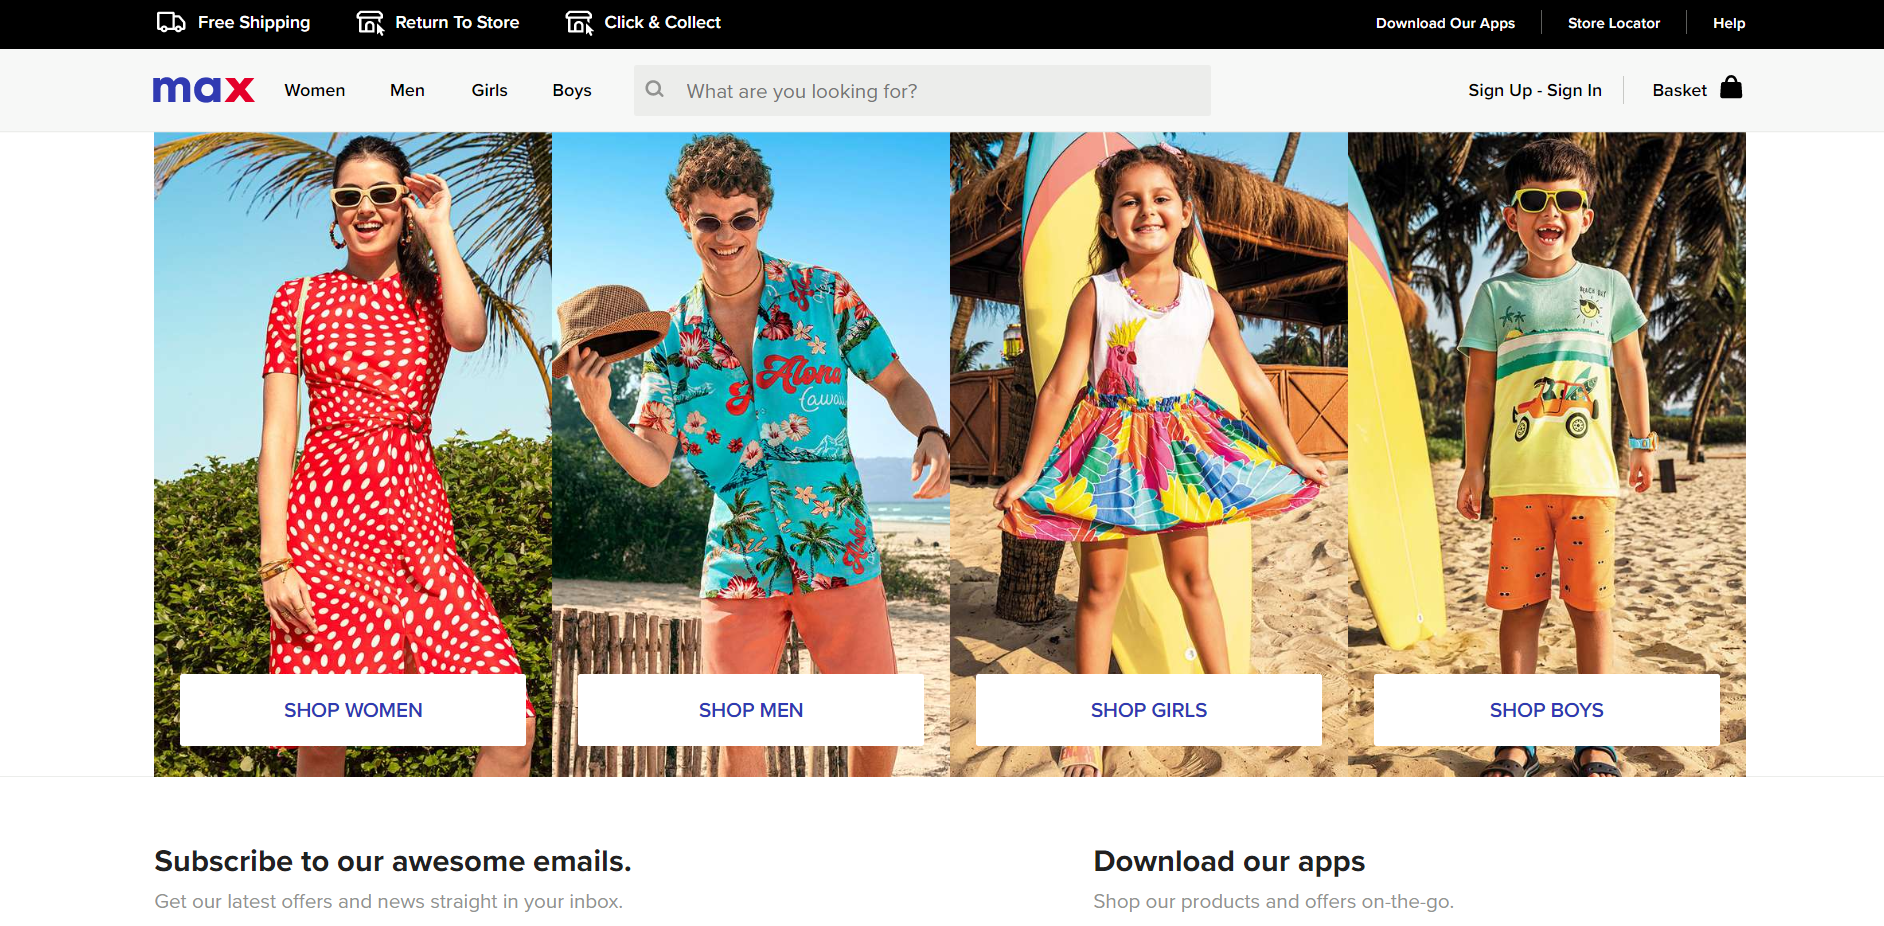 Free Shipping
Return To Store
Click & Collect
Download Our Apps
Store Locator
Help
max
Women
Men
Girls
Boys
What are you looking for?
Sign Up - Sign In
Basket
Aloha
Hawaii
BEACH DAY
SHOP WOMEN
SHOP MEN
SHOP GIRLS
SHOP BOYS
Subscribe to our awesome emails.
Get our latest offers and news straight in your inbox.
Download our apps
Shop our products and offers on-the-go.